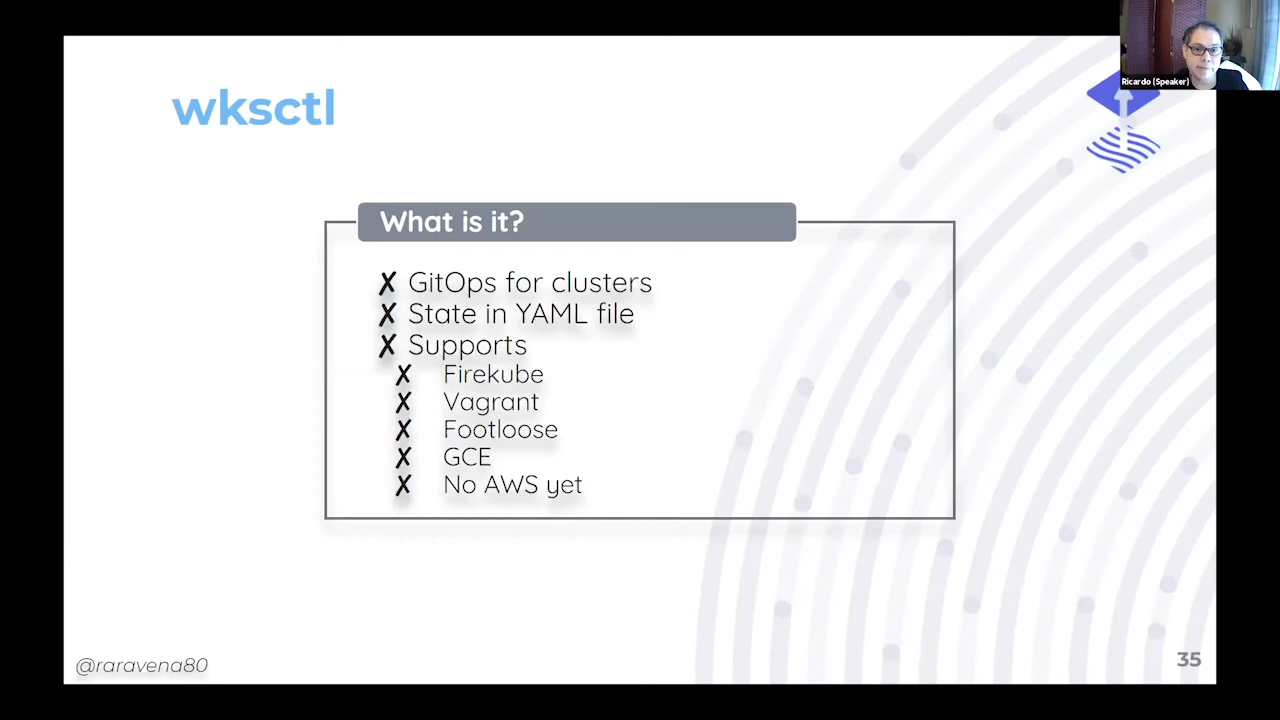 Ricardo (Speaker)
wksctl
What is it?
✗ GitOps for clusters
✗ State in YAML file
✗ Supports
✗ Firekube
✗ Vagrant
✗ Footloose
✗ GCE
✗ No AWS yet
@raravena80
35